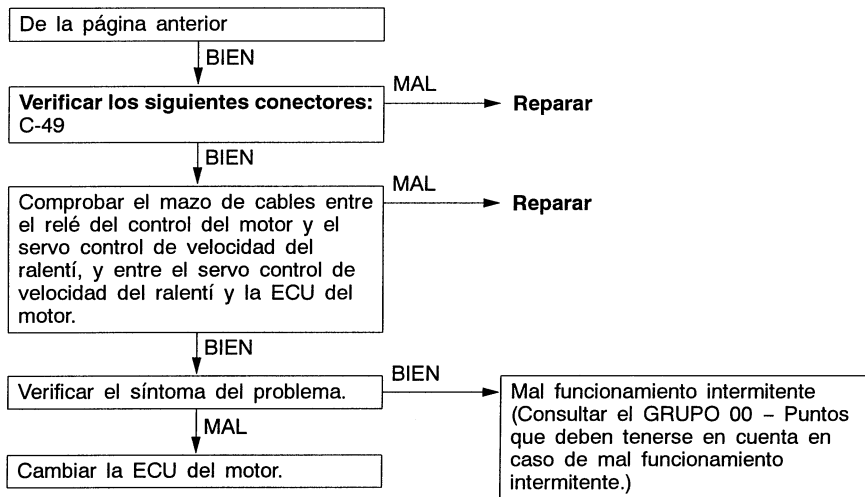 De la página anterior
BIEN
Verificar los siguientes conectores:
C-49
MAL
Reparar
BIEN
Comprobar el mazo de cables entre
el relé del control del motor y el
servo control de velocidad del
ralentí, y entre el servo control de
velocidad del ralentí y la ECU del
motor.
MAL
Reparar
BIEN
Verificar el síntoma del problema.
BIEN
Mal funcionamiento intermitente
(Consultar el GRUPO 00 – Puntos
que deben tenerse en cuenta en
caso de mal funcionamiento
intermitente.)
MAL
Cambiar la ECU del motor.